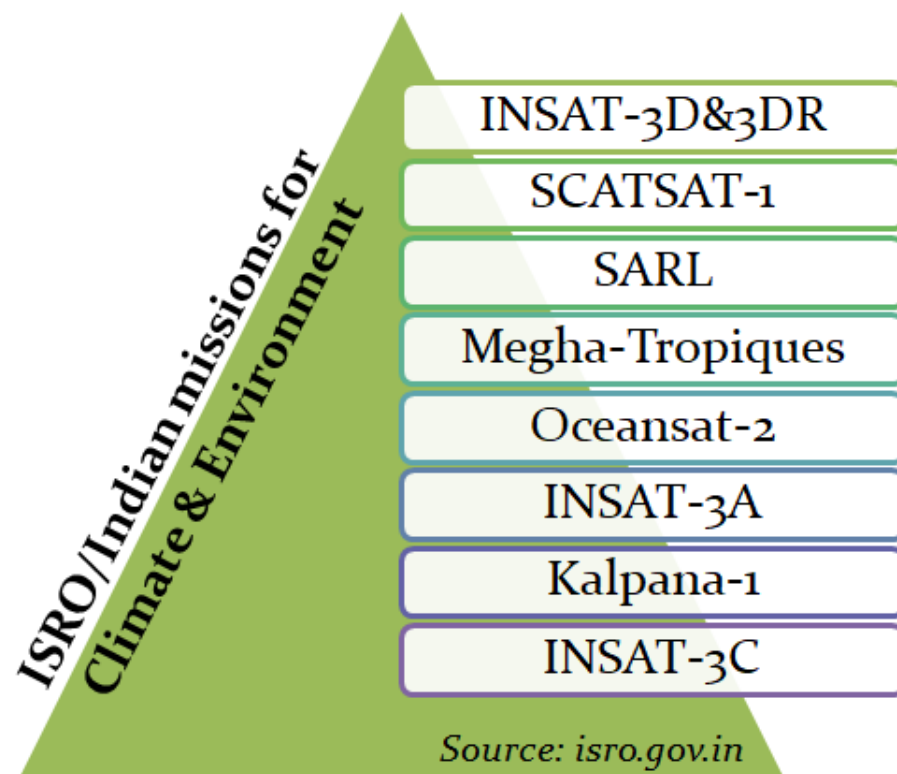 ISRO/Indian missions for
Climate & Environment
INSAT-3D&3DR
SCATSAT-1
SARL
Megha-Tropiques
Oceansat-2
INSAT-3A
Kalpana-1
INSAT-3C
Source: isro.gov.in